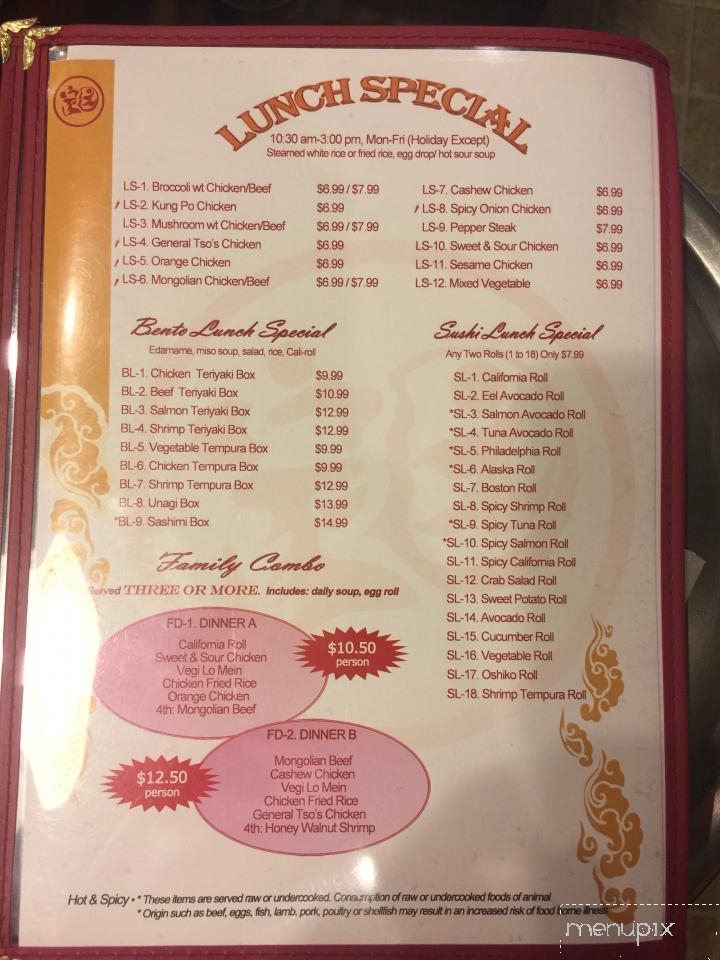 LUNCH SPECIAL
10:30 am-3:00 pm, Mon-Fri (Holiday Except)
Steamed white rice or fried rice, egg drop/ hot sour soup
LS-1. Broccoli wt Chicken/Beef $6.99 / $7.99
LS-2. Kung Po Chicken $6.99
LS-3. Mushroom wt Chicken/Beef $6.99 / $7.99
LS-4. General Tso's Chicken $6.99
LS-5. Orange Chicken $6.99
LS-6. Mongolian Chicken/Beef $6.99 / $7.99
LS-7. Cashew Chicken $6.99
LS-8. Spicy Onion Chicken $6.99
LS-9. Pepper Steak $7.99
LS-10. Sweet & Sour Chicken $6.99
LS-11. Sesame Chicken $6.99
LS-12. Mixed Vegetable $6.99
Bento Lunch Special
Edamame, miso soup, salad, rice, Cali-roll
BL-1. Chicken Teriyaki Box $9.99
BL-2. Beef Teriyaki Box $10.99
BL-3. Salmon Teriyaki Box $12.99
BL-4. Shrimp Teriyaki Box $12.99
BL-5. Vegetable Tempura Box $9.99
BL-6. Chicken Tempura Box $9.99
BL-7. Shrimp Tempura Box $12.99
BL-8. Unagi Box $13.99
*BL-9. Sashimi Box $14.99
Sushi Lunch Special
Any Two Rolls (1 to 18) Only $7.99
SL-1. California Roll
SL-2. Eel Avocado Roll
*SL-3. Salmon Avocado Roll
*SL-4. Tuna Avocado Roll
*SL-5. Philadelphia Roll
*SL-6. Alaska Roll
SL-7. Boston Roll
SL-8. Spicy Shrimp Roll
*SL-9. Spicy Tuna Roll
*SL-10. Spicy Salmon Roll
SL-11. Spicy California Roll
SL-12. Crab Salad Roll
SL-13. Sweet Potato Roll
SL-14. Avocado Roll
SL-15. Cucumber Roll
SL-16. Vegetable Roll
SL-17. Oshiko Roll
SL-18. Shrimp Tempura Roll
Family Combo
Served THREE OR MORE. Includes: daily soup, egg roll
FD-1. DINNER A
California Roll
Sweet & Sour Chicken
Vegi Lo Mein
Chicken Fried Rice
Orange Chicken
4th: Mongolian Beef
$10.50
person
FD-2. DINNER B
Mongolian Beef
Cashew Chicken
Vegi Lo Mein
Chicken Fried Rice
General Tso's Chicken
4th: Honey Walnut Shrimp
$12.50
person
Hot & Spicy • * These items are served raw or undercooked. Consumption of raw or undercooked foods of animal
* Origin such as beef, eggs, fish, lamb, pork, poultry or shellfish may result in an increased risk of food borne illness
menupix